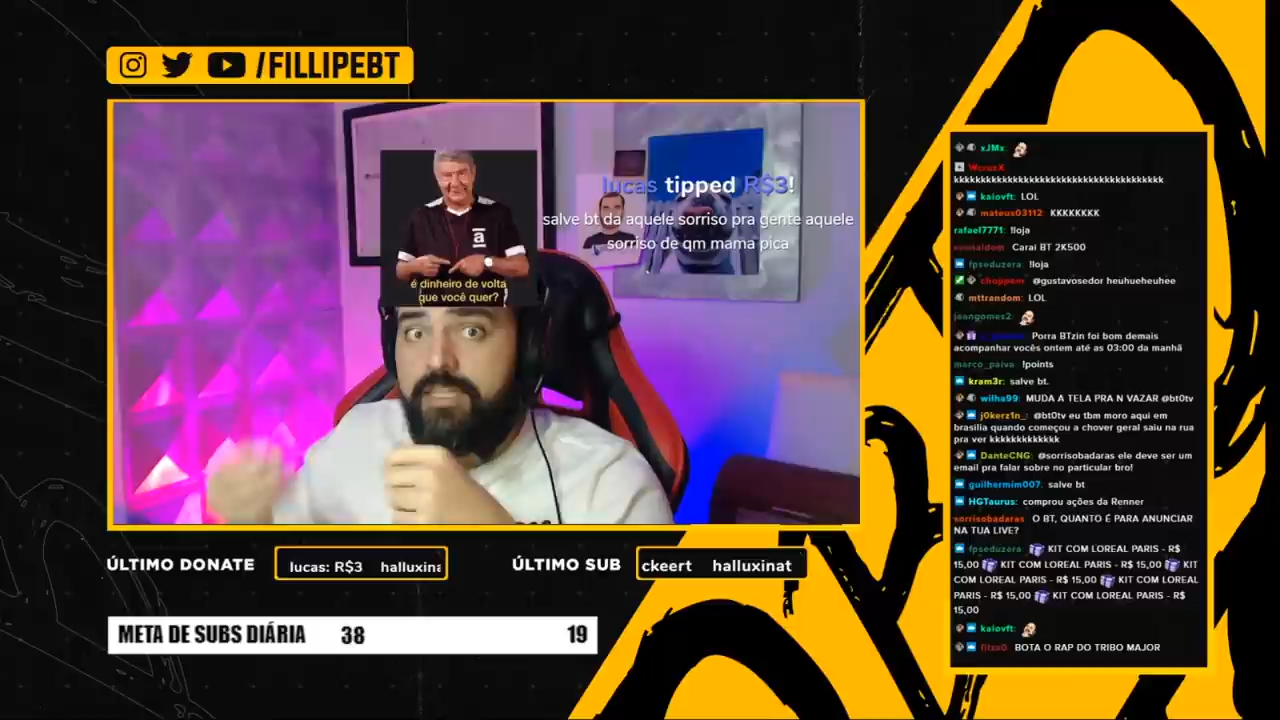 /FILLIPEBT
lucas tipped R$3!
salve bt da aquele sorriso pra gente aquele
sorriso de qm mama pica
a
é dinheiro de volta
que você quer?
ÚLTIMO DONATE
lucas: R$3 halluxina
ÚLTIMO SUB
ckeert halluxinat
META DE SUBS DIÁRIA 38 19
xJMx:
WcruzX
kkkkkkkkkkkkkkkkkkkkkkkkkkkkkkkkkkkkkkk
kaiovft: LOL
mateus03112: KKKKKKKK
rafael7771: !loja
Carai BT 2K500
fpseduzera: !loja
choppem: @gustavosedor heuhueheuhee
mttrandom: LOL
jeangomes2:
Porra BTzin foi bom demais
acompanhar vocês ontem até as 03:00 da manhã
marco_paiva: !points
kram3r: salve bt.
wilha99: MUDA A TELA PRA N VAZAR @bt0tv
j0kerz1n_: @bt0tv eu tbm moro aqui em
brasilia quando começou a chover geral saiu na rua
pra ver kkkkkkkkkkkk
DanteCNG: @sorrisobadaras ele deve ser um
email pra falar sobre no particular bro!
guilhermim007: salve bt
HGTaurus: comprou ações da Renner
sorrisobadaras: O BT, QUANTO É PARA ANUNCIAR
NA TUA LIVE?
fpseduzera: KIT COM LOREAL PARIS - R$
15,00 KIT COM LOREAL PARIS - R$ 15,00 KIT
COM LOREAL PARIS - R$ 15,00 KIT COM LOREAL
PARIS - R$ 15,00 KIT COM LOREAL PARIS - R$
15,00
kaiovft:
BOTA O RAP DO TRIBO MAJOR